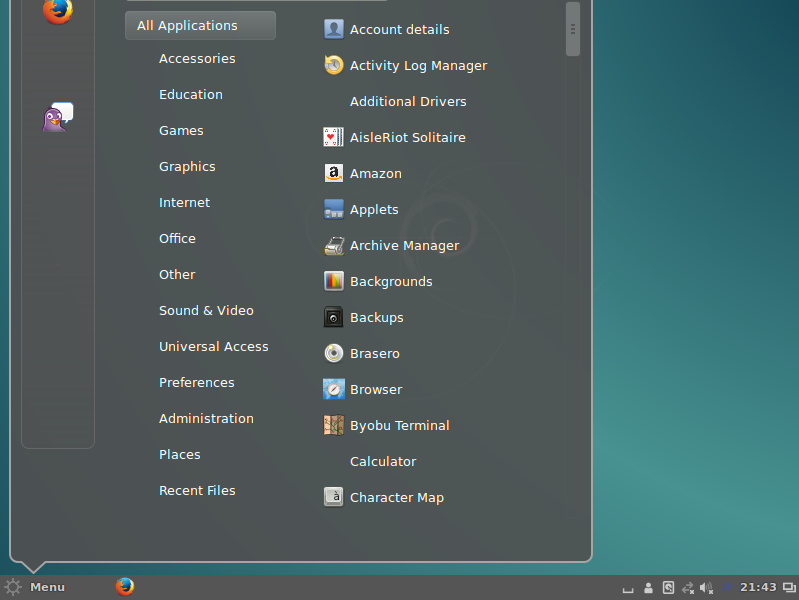 All Applications
Accessories
Education
Games
Graphics
Internet
Office
Other
Sound & Video
Universal Access
Preferences
Administration
Places
Recent Files
Account details
Activity Log Manager
Additional Drivers
AisleRiot Solitaire
Amazon
Applets
Archive Manager
Backgrounds
Backups
Brasero
Browser
Byobu Terminal
Calculator
Character Map
Menu
21:43